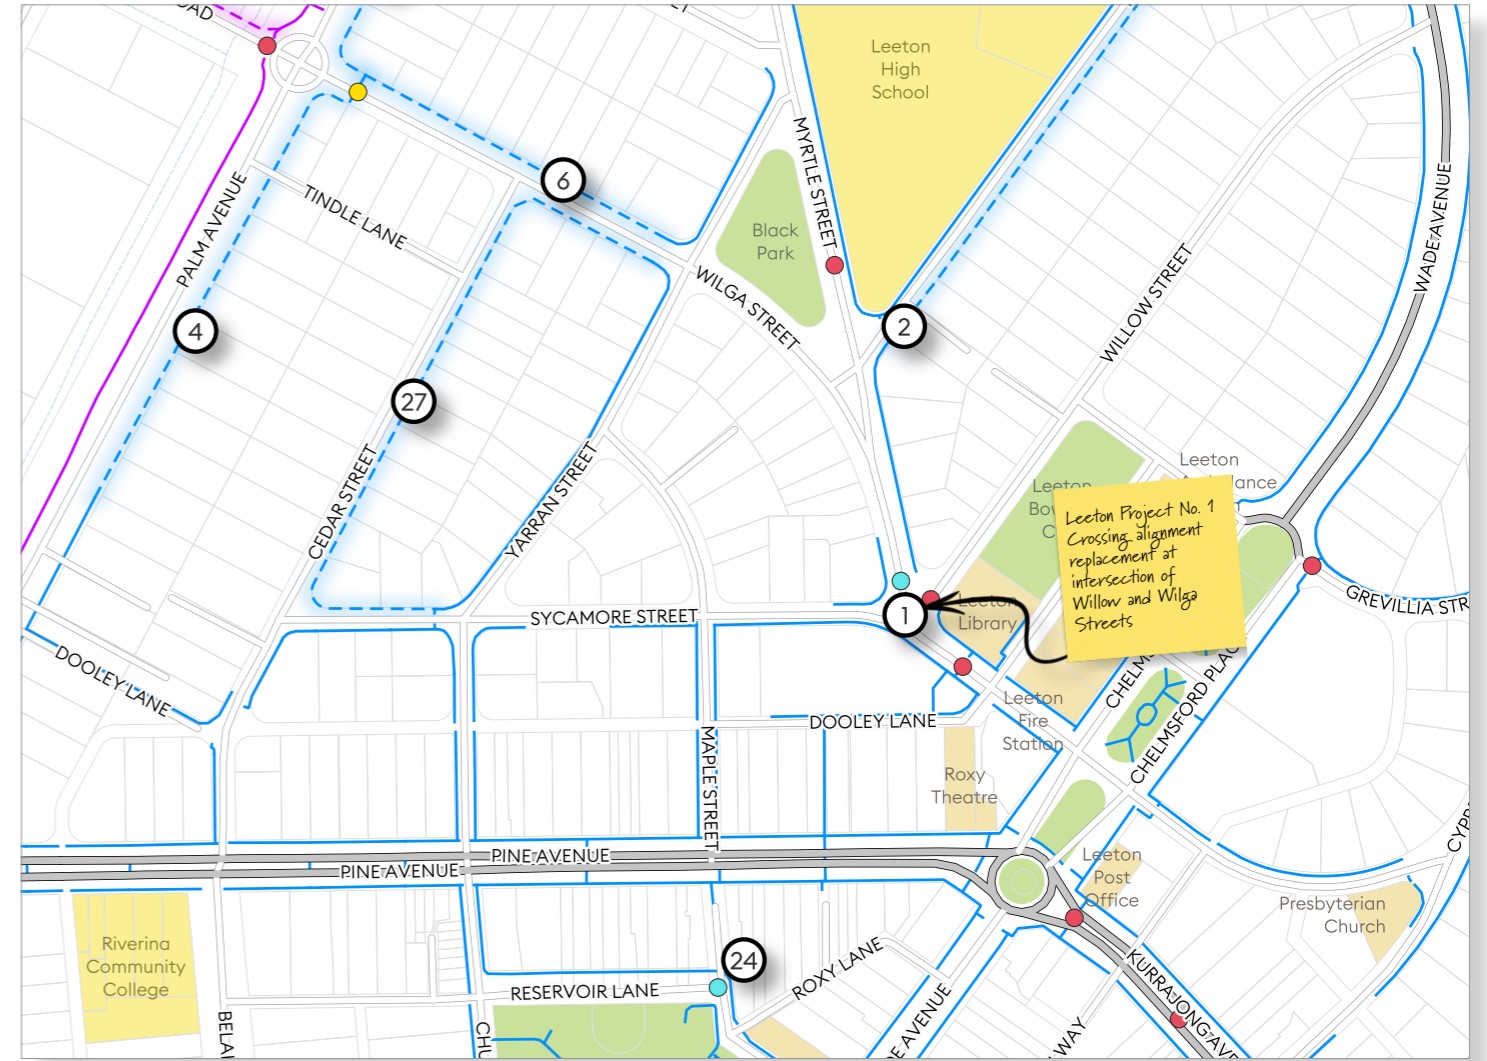 Leeton
High
School
MYRTLE STREET
6
TINDLE LANE
PALM AVENUE
Black
Park
WADE AVENUE
WILGA STREET
WILLOW STREET
4
2
27
Leeton
CEDAR STREET
YARRAN STREET
Leeton
Leeton Project No. 1
Crossing alignment
replacement at
intersection of
Willow and Wilga
Streets
GREVILLIA STR
SYCAMORE STREET
1
Leeton
Library
DOOLEY LANE
CHELMSFORD PLAC
Leeton
Fire
Station
DOOLEY LANE
MAPLE STREET
Roxy
Theatre
PINE AVENUE
PINE AVENUE
Leeton
Post
Office
Presbyterian
Church
Riverina
Community
College
24
ROXY LANE
KURRAJONG AVE
RESERVOIR LANE